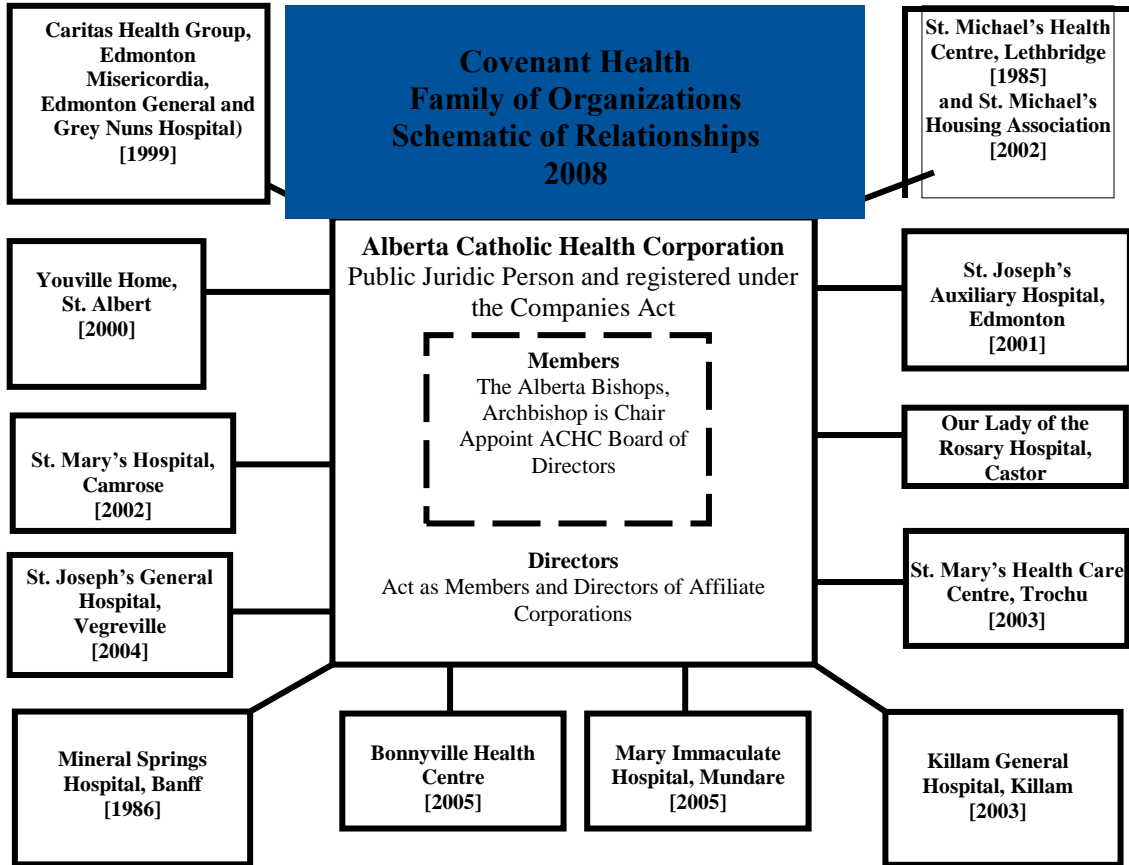 Caritas Health Group,
Edmonton
Misericordia,
Edmonton General and
Grey Nuns Hospital)
[1999]
Covenant Health
Family of Organizations
Schematic of Relationships
2008
St. Michael’s Health
Centre, Lethbridge
[1985]
and St. Michael’s
Housing Association
[2002]
Alberta Catholic Health Corporation
Public Juridic Person and registered under
the Companies Act
Members
The Alberta Bishops,
Archbishop is Chair
Appoint ACHC Board of
Directors
Directors
Act as Members and Directors of Affiliate
Corporations
Youville Home,
St. Albert
[2000]
St. Joseph’s
Auxiliary Hospital,
Edmonton
[2001]
St. Mary’s Hospital,
Camrose
[2002]
Our Lady of the
Rosary Hospital,
Castor
St. Joseph’s General
Hospital,
Vegreville
[2004]
St. Mary’s Health Care
Centre, Trochu
[2003]
Mineral Springs
Hospital, Banff
[1986]
Bonnyville Health
Centre
[2005]
Mary Immaculate
Hospital, Mundare
[2005]
Killam General
Hospital, Killam
[2003]